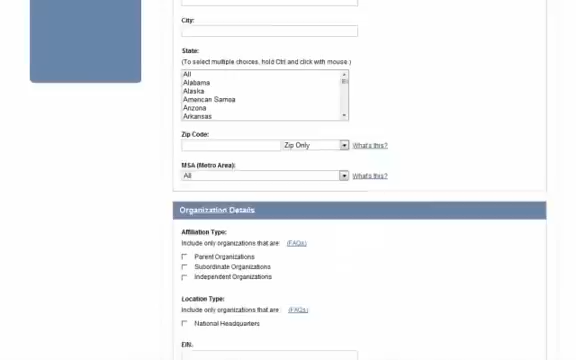 City:
State:
(To select multiple choices, hold Ctrl and click with mouse.)
All
Alabama
Alaska
American Samoa
Arizona
Arkansas
Zip Code:
Zip Only What's this?
MSA (Metro Area):
All What's this?
Organization Details
Affiliation Type:
Include only organizations that are: (FAQs)
Parent Organizations
Subordinate Organizations
Independent Organizations
Location Type:
Include only organizations that are: (FAQs)
National Headquarters
EIN: